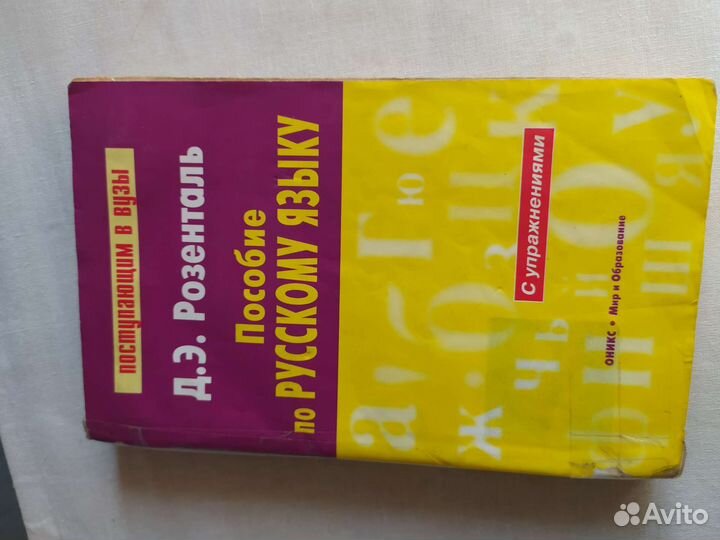 поступающим в вузы
Д.Э. Розенталь
Пособие
по РУССКОМУ ЯЗЫКУ
С упражнениями
ОНИКС • Мир и Образование
Avito